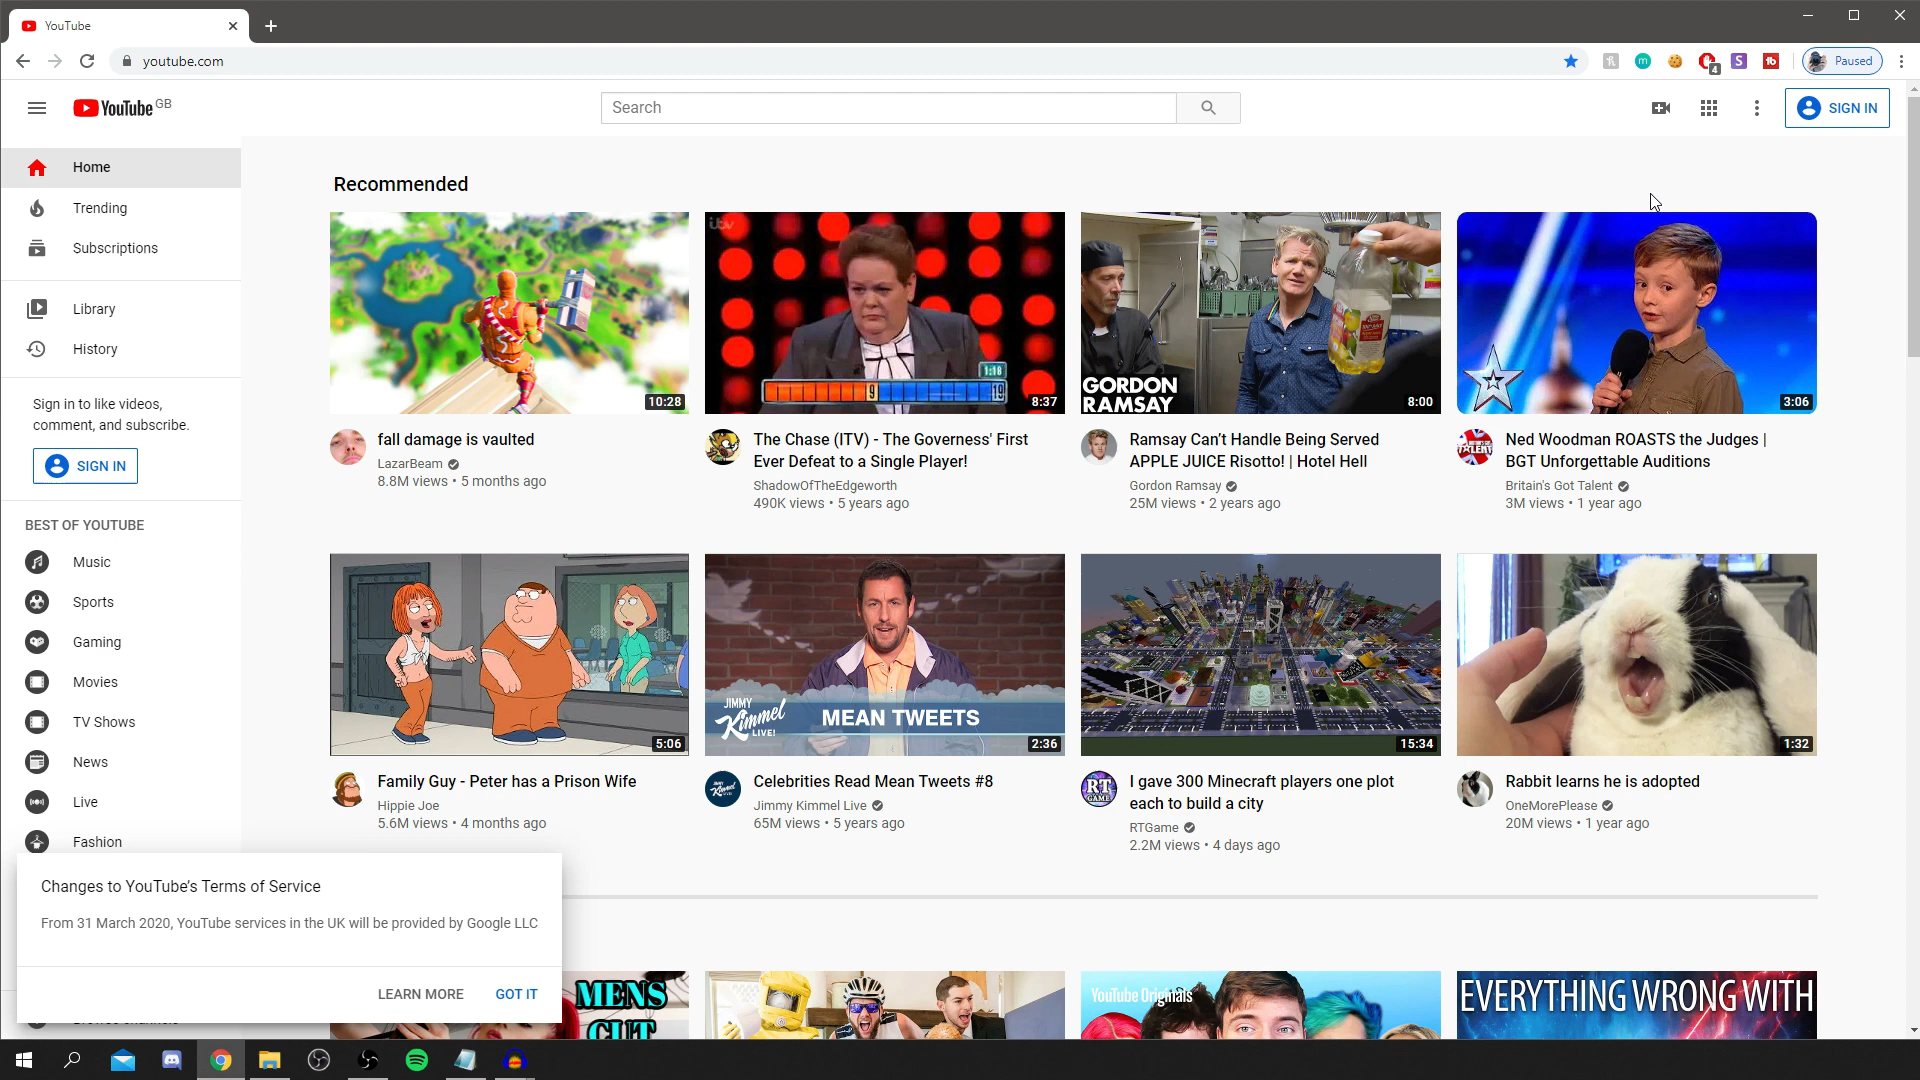 YouTube
youtube.com
4
Paused
YouTube GB
Search
SIGN IN
Home
Trending
Subscriptions
Library
History
Sign in to like videos,
comment, and subscribe.
SIGN IN
BEST OF YOUTUBE
Music
Sports
Gaming
Movies
TV Shows
News
Live
Fashion
Recommended
10:28
fall damage is vaulted
LazarBeam
8.8M views • 5 months ago
itv
1:18
9
19
8:37
The Chase (ITV) - The Governess' First
Ever Defeat to a Single Player!
ShadowOfTheEdgeworth
490K views • 5 years ago
GORDON
RAMSAY
8:00
Ramsay Can't Handle Being Served
APPLE JUICE Risotto! | Hotel Hell
Gordon Ramsay
25M views • 2 years ago
3:06
Ned Woodman ROASTS the Judges |
BGT Unforgettable Auditions
Britain's Got Talent
3M views • 1 year ago
5:06
Family Guy - Peter has a Prison Wife
Hippie Joe
5.6M views • 4 months ago
JIMMY
Kimmel
LIVE!
MEAN TWEETS
2:36
Celebrities Read Mean Tweets #8
Jimmy Kimmel Live
65M views • 5 years ago
15:34
RT
GAME
I gave 300 Minecraft players one plot
each to build a city
RTGame
2.2M views • 4 days ago
1:32
Rabbit learns he is adopted
OneMorePlease
20M views • 1 year ago
Changes to YouTube's Terms of Service
From 31 March 2020, YouTube services in the UK will be provided by Google LLC
LEARN MORE
GOT IT
MENS
CUT
YouTube Originals
EVERYTHING WRONG WITH